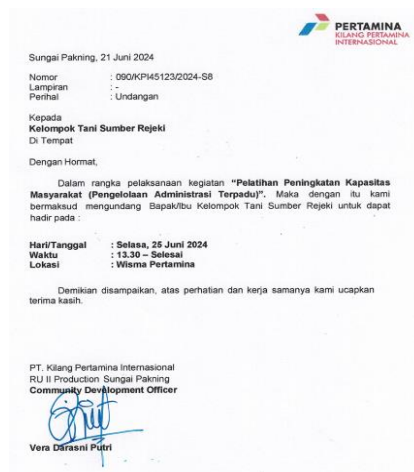 PERTAMINA
KILANG PERTAMINA
INTERNASIONAL
Sungai Pakning, 21 Juni 2024
Nomor : 090/KPI45123/2024-S8
Lampiran : -
Perihal : Undangan
Kepada
Kelompok Tani Sumber Rejeki
Di Tempat
Dengan Hormat,
Dalam rangka pelaksanaan kegiatan "Pelatihan Peningkatan Kapasitas
Masyarakat (Pengelolaan Administrasi Terpadu)". Maka dengan itu kami
bermaksud mengundang Bapak/Ibu Kelompok Tani Sumber Rejeki untuk dapat
hadir pada :
Hari/Tanggal : Selasa, 25 Juni 2024
Waktu : 13.30 – Selesai
Lokasi : Wisma Pertamina
Demikian disampaikan, atas perhatian dan kerja samanya kami ucapkan
terima kasih.
PT. Kilang Pertamina Internasional
RU II Production Sungai Pakning
Community Development Officer
Vera Darasni Putri